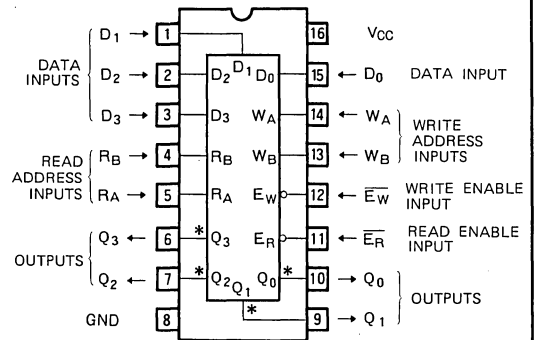 D1 → 1 16 VCC
DATA INPUTS
D2 → 2 D2 D1 D0 15 ← D0 DATA INPUT
D3 → 3 D3 WA 14 ← WA
WRITE ADDRESS INPUTS
RB → 4 RB WB 13 ← WB
READ ADDRESS INPUTS
RA → 5 RA EW 12 ← E̅W̅ WRITE ENABLE INPUT
Q3 ← 6 * Q3 ER 11 ← E̅R̅ READ ENABLE INPUT
OUTPUTS
Q2 ← 7 * Q2 Q1 Q0 * 10 → Q0
OUTPUTS
GND 8 * 9 → Q1